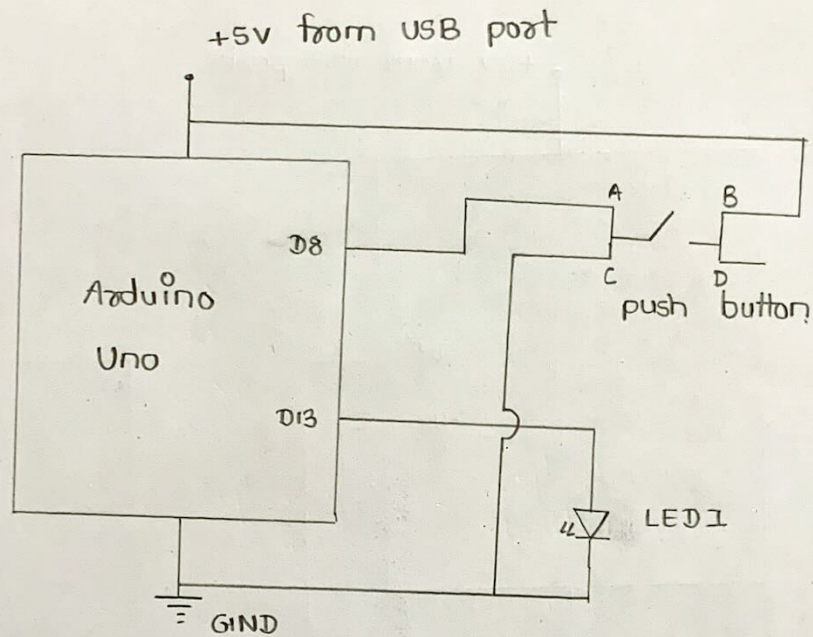 +5V from USB port
A
B
D8
C
D
push button
Arduino
Uno
D13
LED1
GND